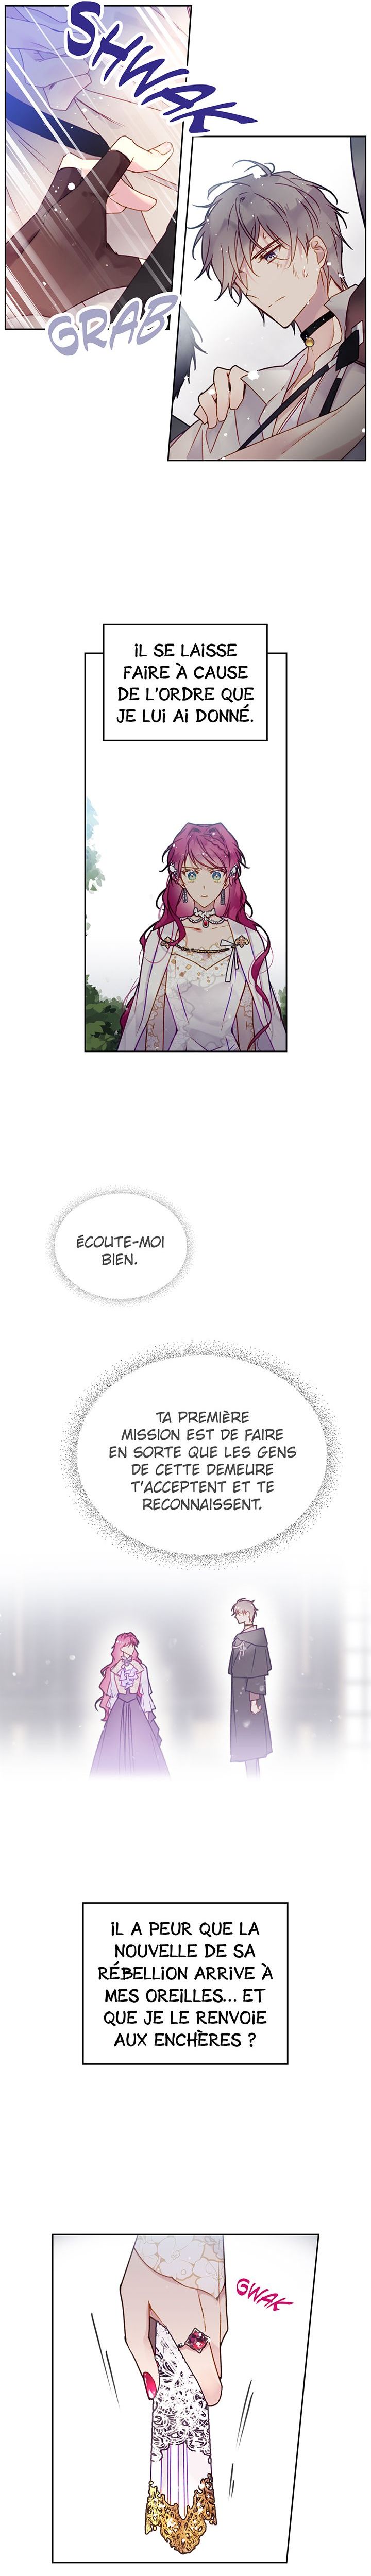 SHWAK
GRAB
IL SE LAISSE
FAIRE À CAUSE
DE L'ORDRE QUE
JE LUI AI DONNÉ.
ÉCOUTE-MOI
BIEN.
TA PREMIÈRE
MISSION EST DE FAIRE
EN SORTE QUE LES GENS
DE CETTE DEMEURE
T'ACCEPTENT ET TE
RECONNAISSENT.
IL A PEUR QUE LA
NOUVELLE DE SA
RÉBELLION ARRIVE À
MES OREILLES... ET
QUE JE LE RENVOIE
AUX ENCHÈRES ?
GWAK